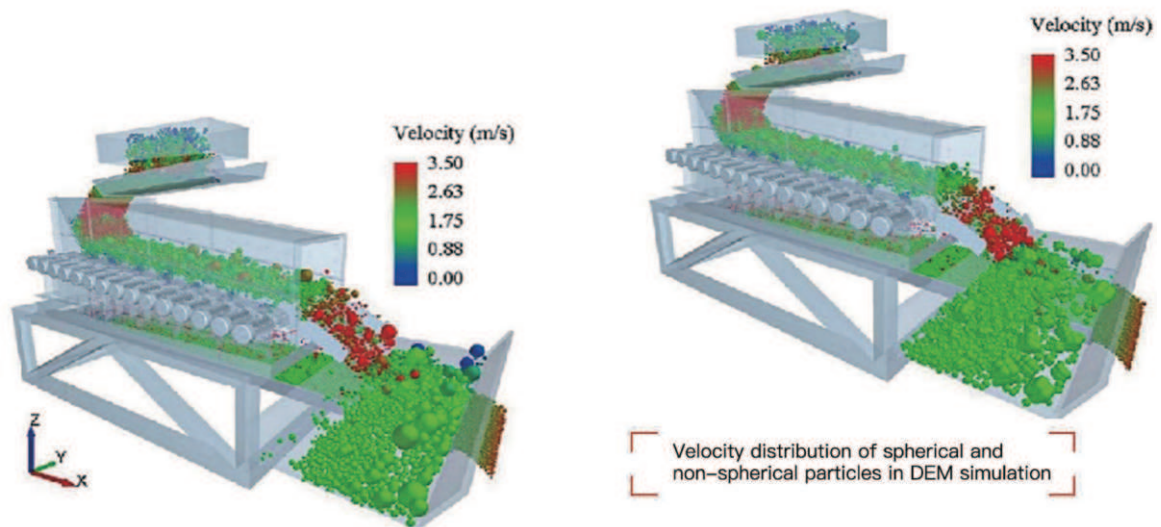 Velocity (m/s)
3.50
2.63
1.75
0.88
0.00
Z
Y
X
Velocity (m/s)
3.50
2.63
1.75
0.88
0.00
Velocity distribution of spherical and
non-spherical particles in DEM simulation